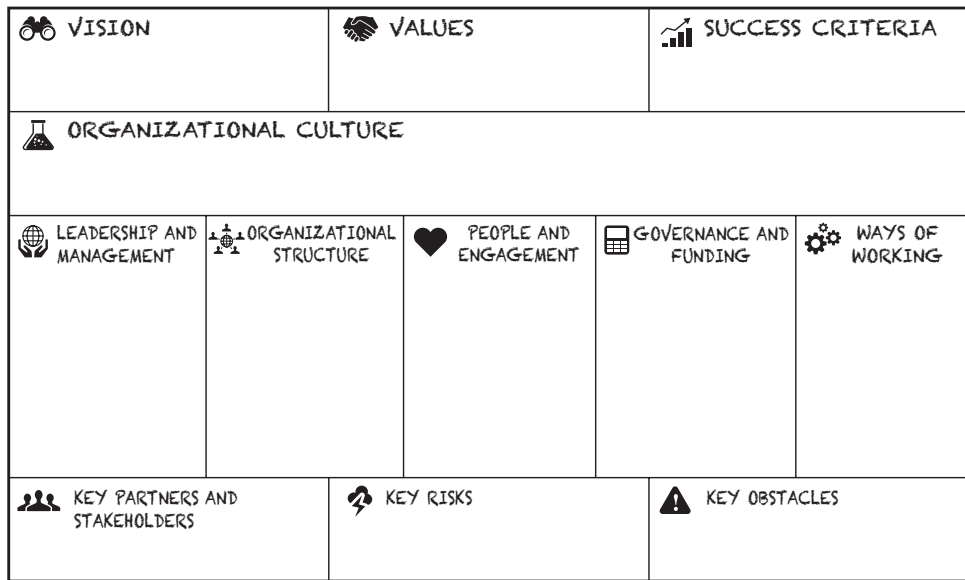 VISION
VALUES
SUCCESS CRITERIA
ORGANIZATIONAL CULTURE
LEADERSHIP AND
MANAGEMENT
ORGANIZATIONAL
STRUCTURE
PEOPLE AND
ENGAGEMENT
GOVERNANCE AND
FUNDING
WAYS OF
WORKING
KEY PARTNERS AND
STAKEHOLDERS
KEY RISKS
KEY OBSTACLES